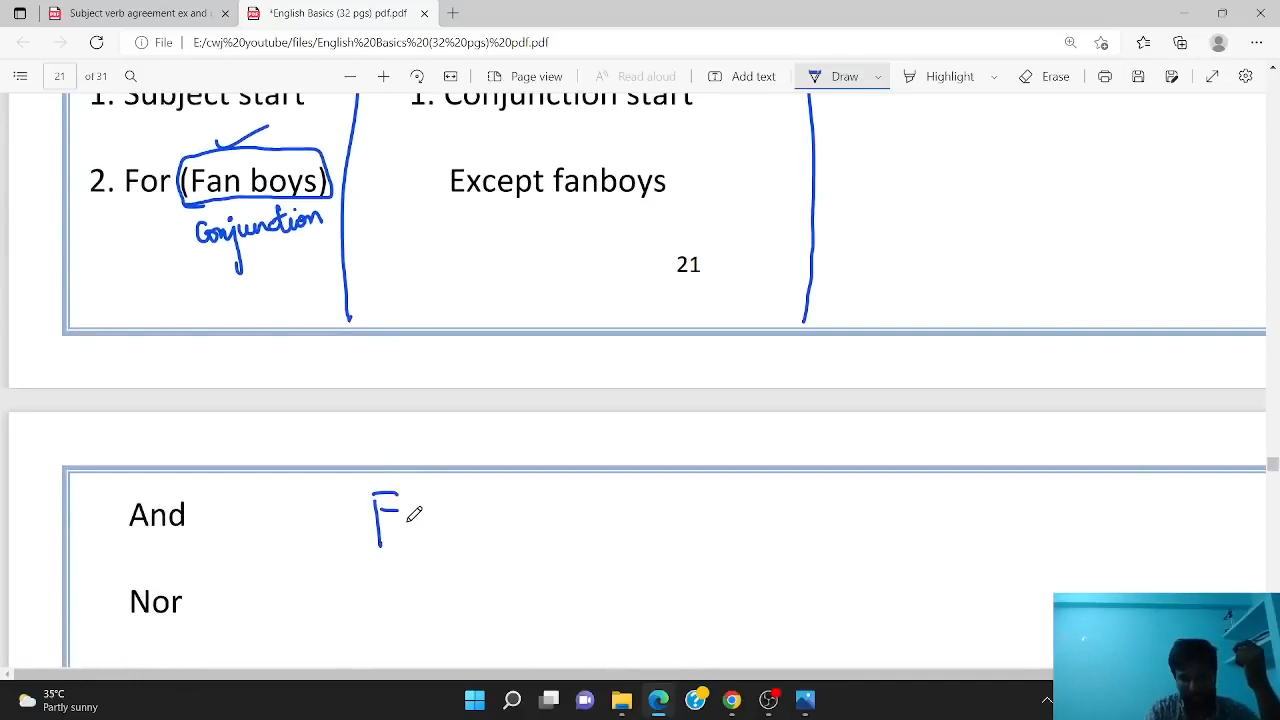 Subject verb agreement ex and
*English Basics (32 pgs) pdf.pdf
File E:/cwj%20youtube/files/English%20Basics%20(32%20pgs)%20pdf.pdf
21 of 31 Page view Read aloud Add text Draw Highlight Erase
1. Subject start 1. Conjunction start
2. For (Fan boys) Except fanboys
Conjunction
21
And F
Nor
35°C
Partly sunny